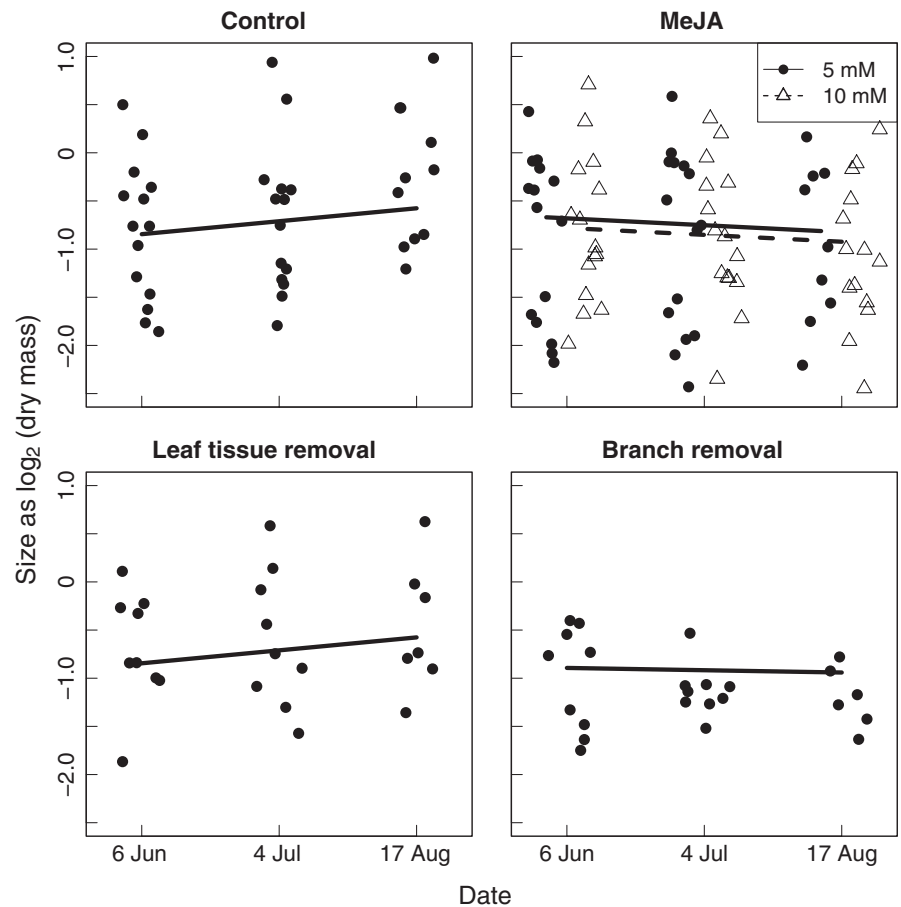 Control
MeJA
1.0
0
−1.0
−2.0
5 mM
10 mM
Leaf tissue removal
Branch removal
1.0
0
−1.0
−2.0
6 Jun
4 Jul
17 Aug
6 Jun
4 Jul
17 Aug
Size as log₂ (dry mass)
Date